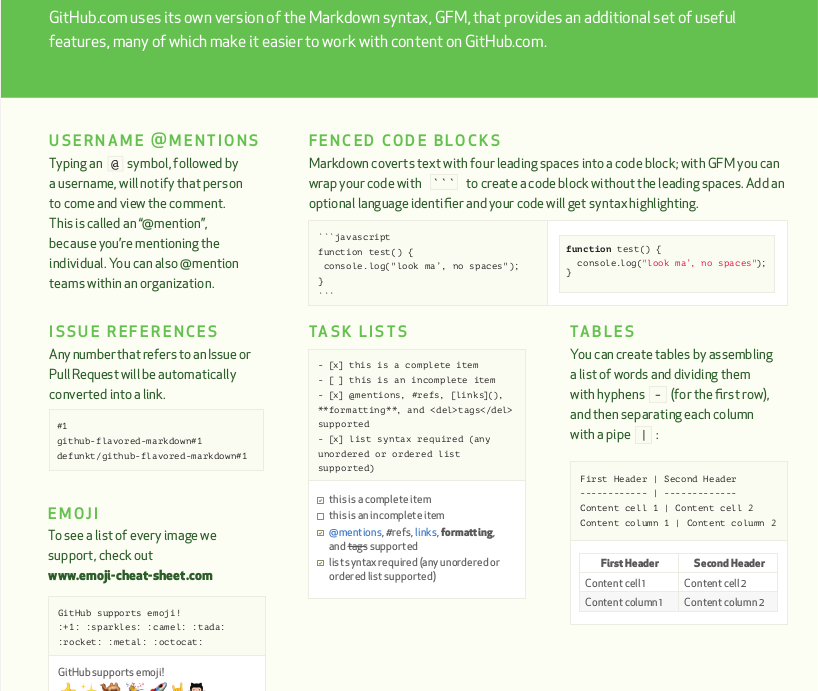 GitHub.com uses its own version of the Markdown syntax, GFM, that provides an additional set of useful
features, many of which make it easier to work with content on GitHub.com.
USERNAME @MENTIONS
Typing an @ symbol, followed by
a username, will notify that person
to come and view the comment.
This is called an “@mention”,
because you’re mentioning the
individual. You can also @mention
teams within an organization.
FENCED CODE BLOCKS
Markdown coverts text with four leading spaces into a code block; with GFM you can
wrap your code with ``` to create a code block without the leading spaces. Add an
optional language identifier and your code will get syntax highlighting.
```javascript
function test() {
 console.log("look ma’, no spaces");
}
```
function test() {
  console.log("look ma’, no spaces");
}
ISSUE REFERENCES
Any number that refers to an Issue or
Pull Request will be automatically
converted into a link.
#1
github-flavored-markdown#1
defunkt/github-flavored-markdown#1
EMOJI
To see a list of every image we
support, check out
www.emoji-cheat-sheet.com
GitHub supports emoji!
:+1: :sparkles: :camel: :tada:
:rocket: :metal: :octocat:
GitHub supports emoji!
TASK LISTS
- [x] this is a complete item
- [ ] this is an incomplete item
- [x] @mentions, #refs, [links](),
**formatting**, and <del>tags</del>
supported
- [x] list syntax required (any
unordered or ordered list
supported)
this is a complete item
this is an incomplete item
@mentions, #refs, links, formatting,
and tags supported
list syntax required (any unordered or
ordered list supported)
TABLES
You can create tables by assembling
a list of words and dividing them
with hyphens - (for the first row),
and then separating each column
with a pipe | :
First Header | Second Header
------------ | -------------
Content cell 1 | Content cell 2
Content column 1 | Content column 2
First Header Second Header
Content cell 1 Content cell 2
Content column 1 Content column 2